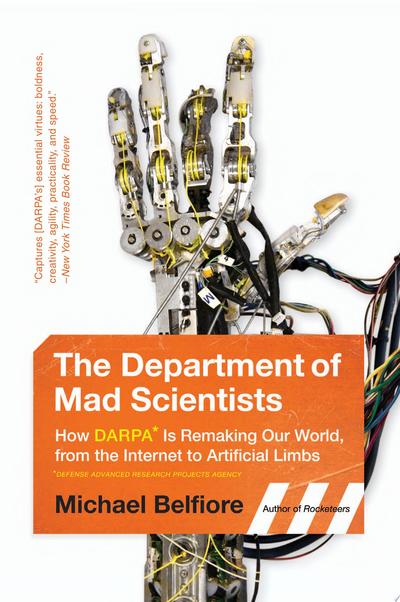 "Captures [DARPA's] essential virtues: boldness,
creativity, agility, practicality, and speed."
–New York Times Book Review
M
The Department of
Mad Scientists
How DARPA* Is Remaking Our World,
from the Internet to Artificial Limbs
*DEFENSE ADVANCED RESEARCH PROJECTS AGENCY
Michael Belfiore
Author of Rocketeers